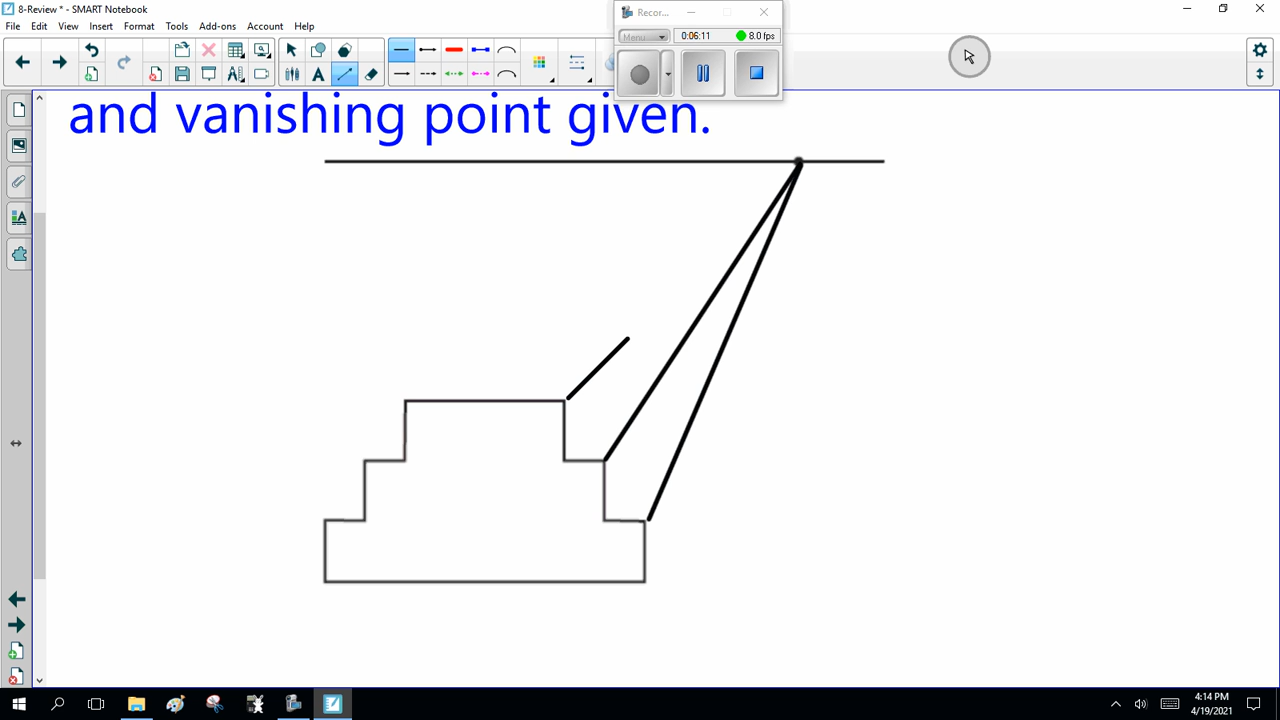 8-Review * - SMART Notebook
Recor...
File Edit View Insert Format Tools Add-ons Account Help
Menu
0:06:11
8.0 fps
and vanishing point given.
4:14 PM
4/19/2021